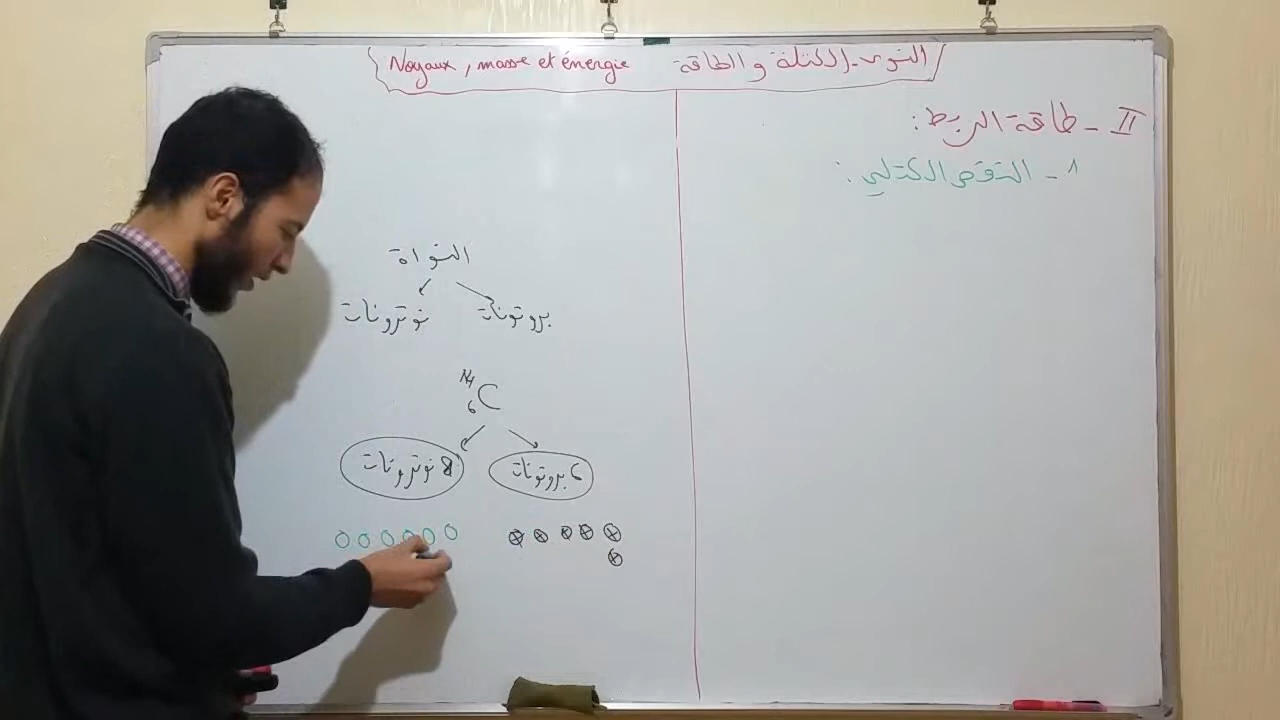 Noyaux, masse et énergie النوى - الكتلة و الطاقة
II - طاقة الربط:
1 - النقص الكتلي:
النواة
بروتونات نوترونات
14
6 C
6 بروتونات 8 نوترونات